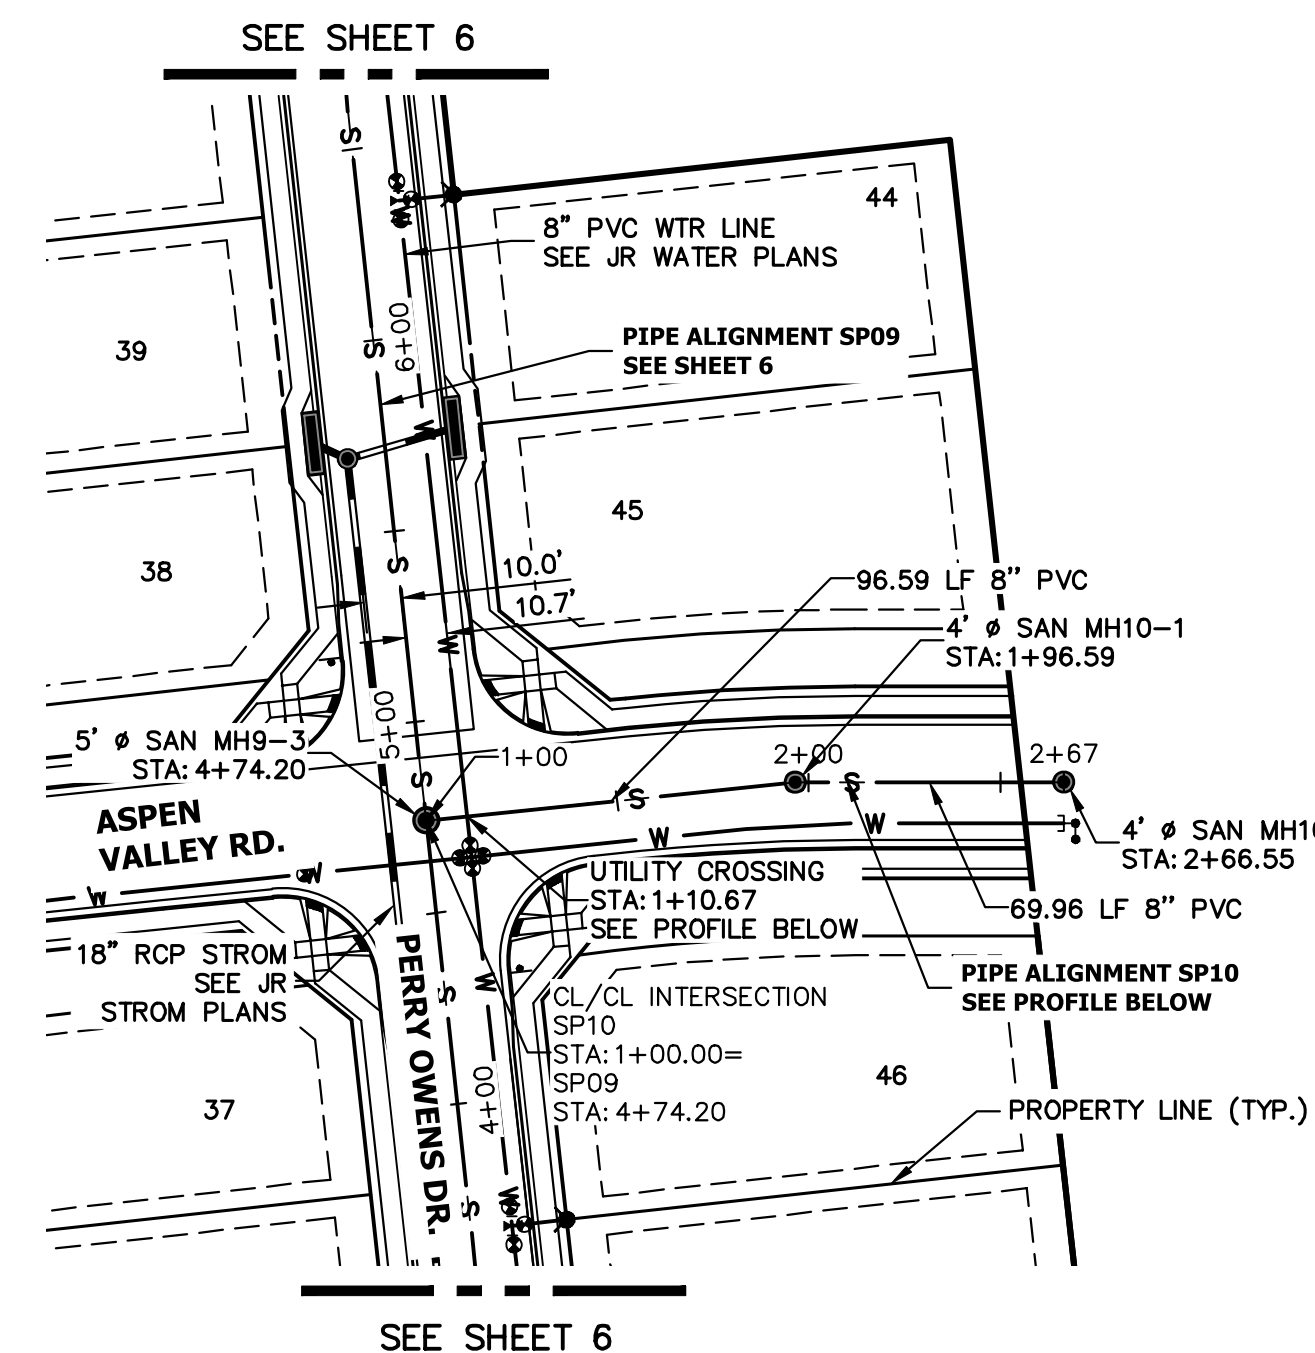 SEE SHEET 6
44
8" PVC WTR LINE
SEE JR WATER PLANS
S
W
6+00
PIPE ALIGNMENT SP09
SEE SHEET 6
39
S
W
45
38
S
10.0'
10.7'
96.59 LF 8" PVC
4' ø SAN MH10-1
STA:1+96.59
W
5+00
5' ø SAN MH9-3
STA:4+74.20
1+00
2+00
2+67
S
S
S
ASPEN
VALLEY RD.
W
W
W
W
4' ø SAN MH10
STA:2+66.55
UTILITY CROSSING
STA:1+10.67
SEE PROFILE BELOW
69.96 LF 8" PVC
18" RCP STROM
SEE JR
STROM PLANS
PERRY OWENS DR.
S
W
PIPE ALIGNMENT SP10
SEE PROFILE BELOW
CL/CL INTERSECTION
SP10
STA:1+00.00=
SP09
STA:4+74.20
4+00
46
37
PROPERTY LINE (TYP.)
S
W
SEE SHEET 6